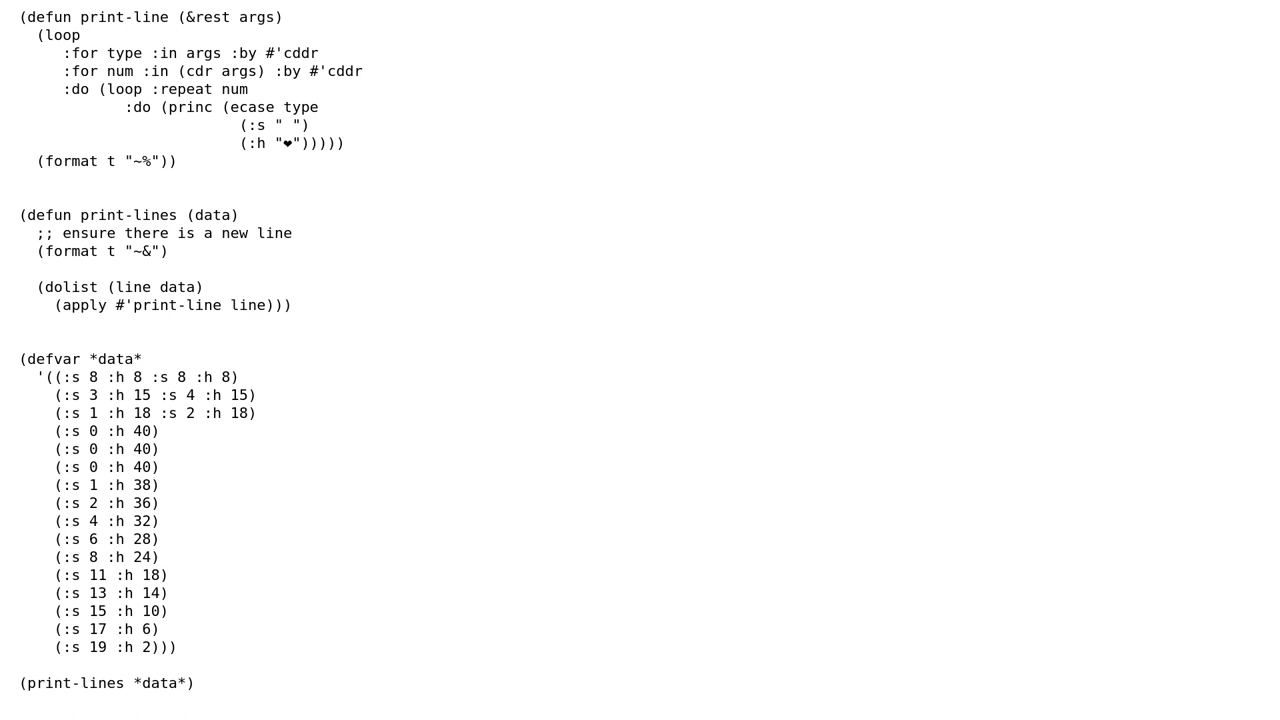 (defun print-line (&rest args)
  (loop
     :for type :in args :by #'cddr
     :for num :in (cdr args) :by #'cddr
     :do (loop :repeat num
            :do (princ (ecase type
                         (:s " ")
                         (:h "❤")))))
  (format t "~%"))


(defun print-lines (data)
  ;; ensure there is a new line
  (format t "~&")

  (dolist (line data)
    (apply #'print-line line)))


(defvar *data*
  '((:s 8 :h 8 :s 8 :h 8)
    (:s 3 :h 15 :s 4 :h 15)
    (:s 1 :h 18 :s 2 :h 18)
    (:s 0 :h 40)
    (:s 0 :h 40)
    (:s 0 :h 40)
    (:s 1 :h 38)
    (:s 2 :h 36)
    (:s 4 :h 32)
    (:s 6 :h 28)
    (:s 8 :h 24)
    (:s 11 :h 18)
    (:s 13 :h 14)
    (:s 15 :h 10)
    (:s 17 :h 6)
    (:s 19 :h 2)))

(print-lines *data*)